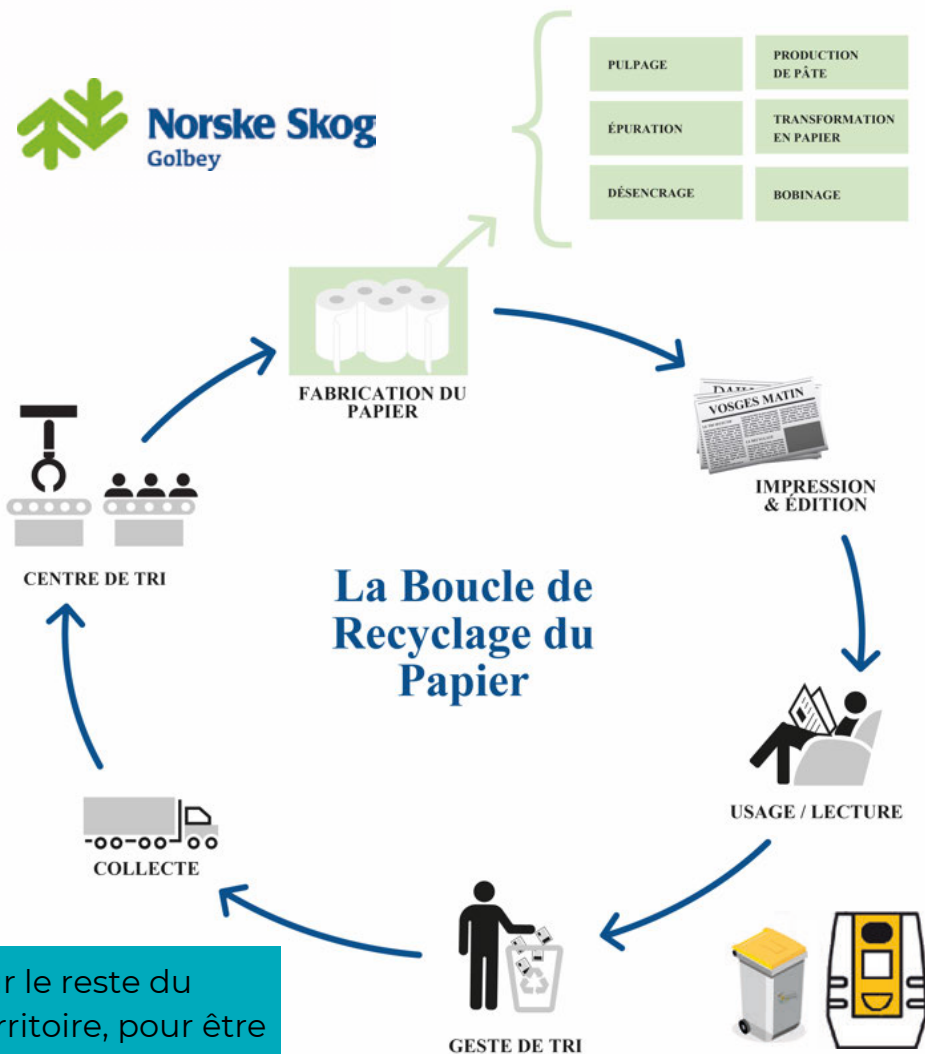 Norske Skog
Golbey
PULPAGE
PRODUCTION
DE PÂTE
ÉPURATION
TRANSFORMATION
EN PAPIER
DÉSENCRAGE
BOBINAGE
FABRICATION DU
PAPIER
VOSGES MATIN
IMPRESSION
& ÉDITION
CENTRE DE TRI
La Boucle de
Recyclage du
Papier
USAGE / LECTURE
COLLECTE
GESTE DE TRI
r le reste du
rritoire, pour être